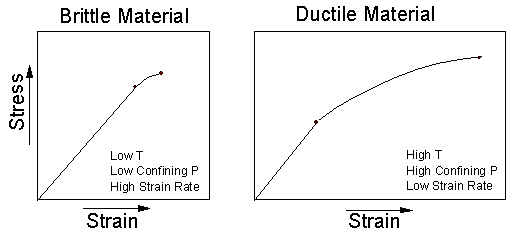 Brittle Material
Ductile Material
Stress
Low T
Low Confining P
High Strain Rate
Strain
High T
High Confining P
Low Strain Rate
Strain